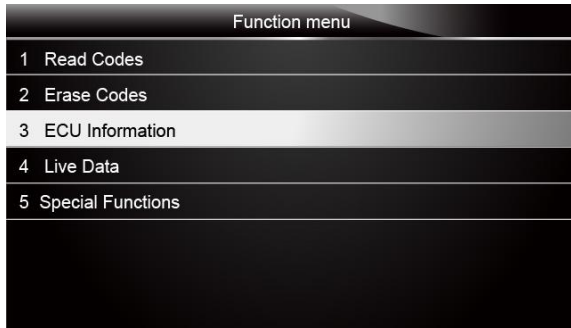 Function menu
1 Read Codes
2 Erase Codes
3 ECU Information
4 Live Data
5 Special Functions